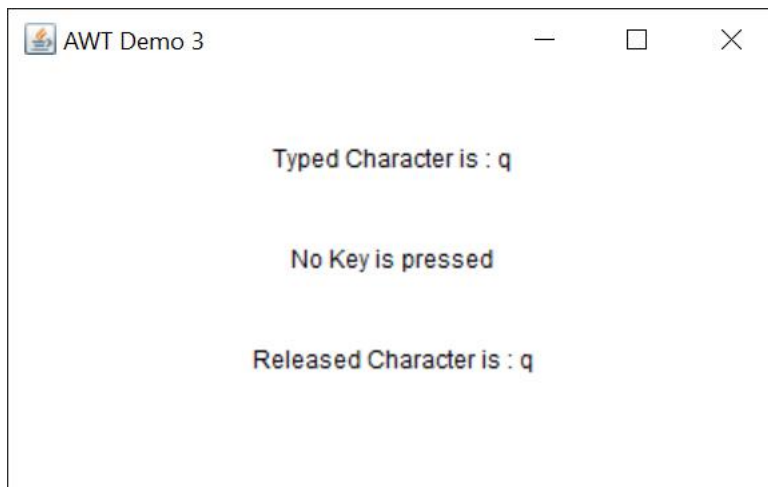 AWT Demo 3
Typed Character is : q
No Key is pressed
Released Character is : q